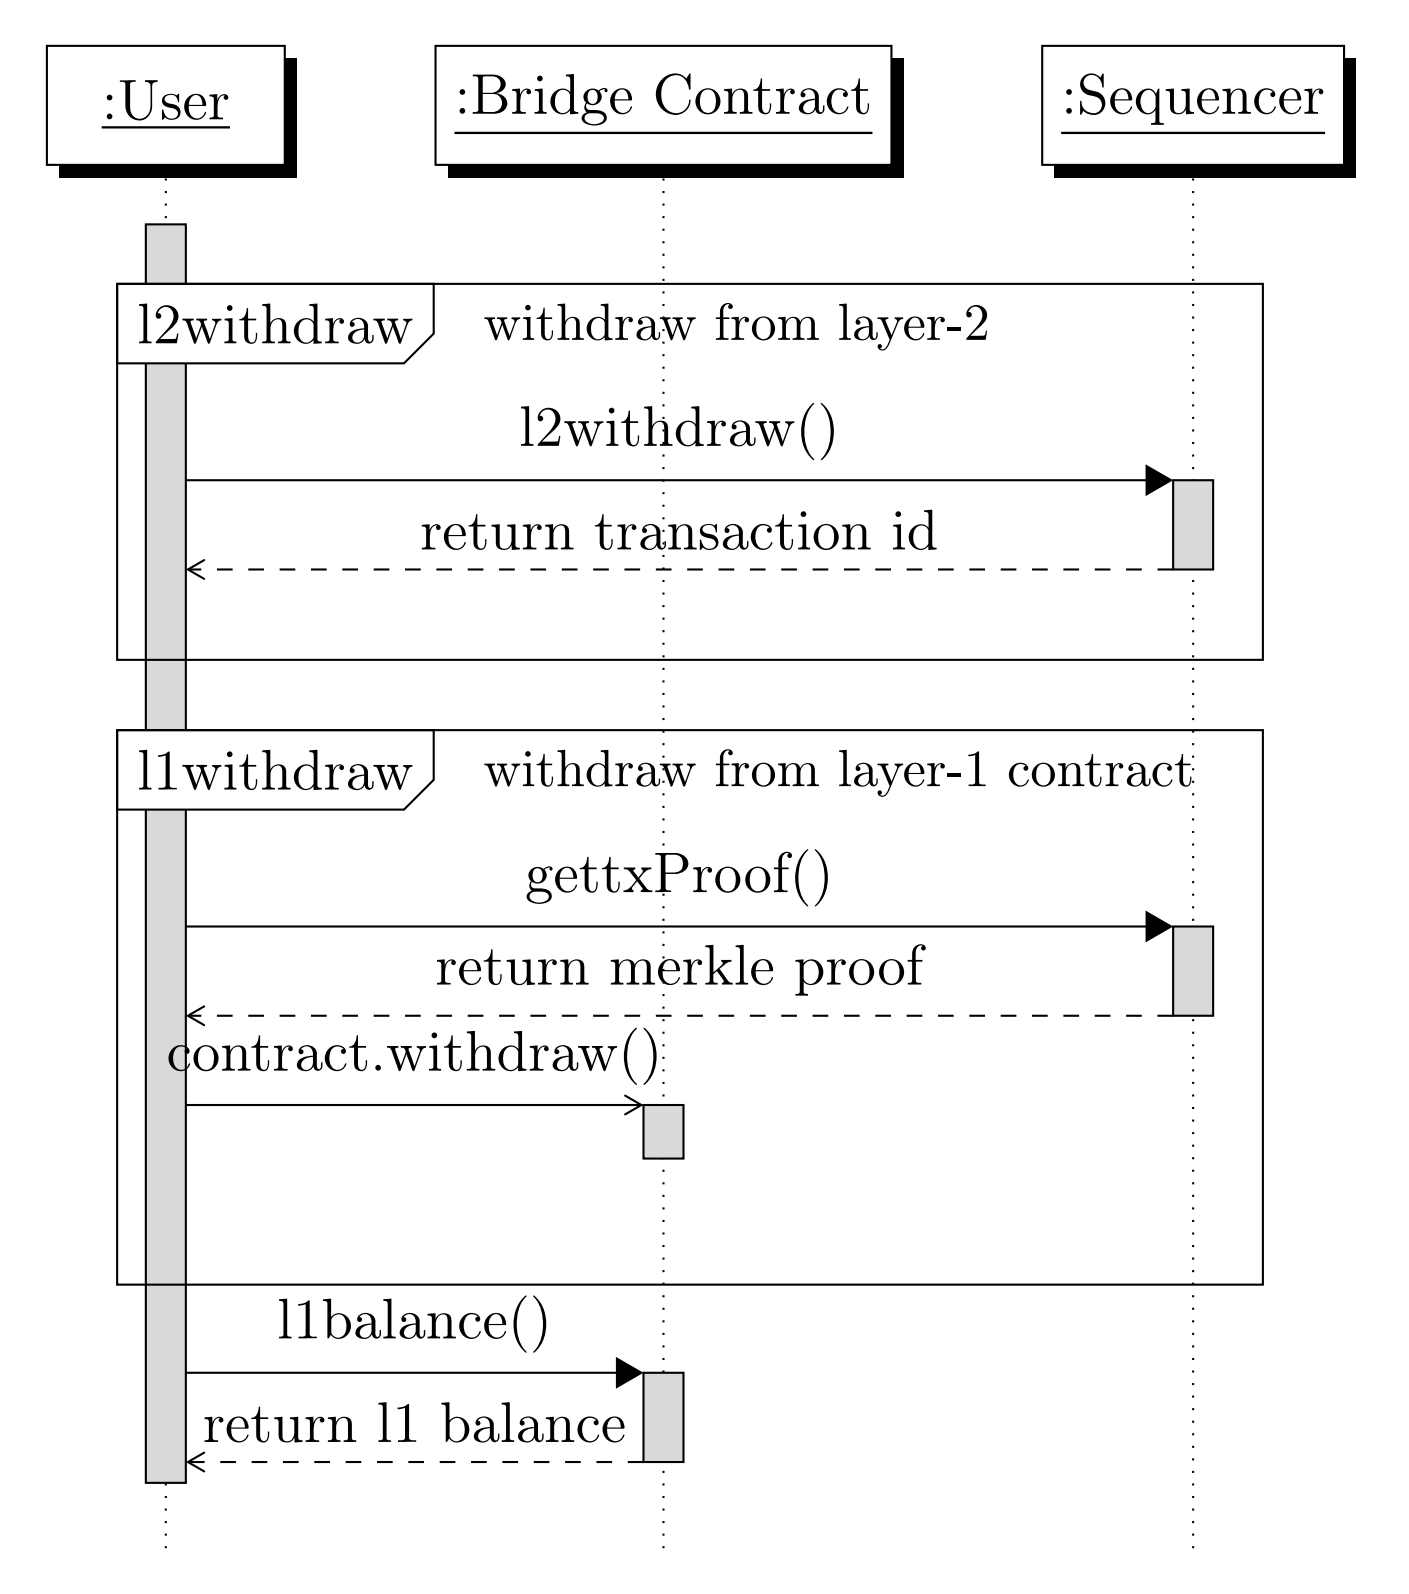 :User
:Bridge Contract
:Sequencer
l2withdraw
withdraw from layer-2
l2withdraw()
return transaction id
l1withdraw
withdraw from layer-1 contract
gettxProof()
return merkle proof
contract.withdraw()
l1balance()
return l1 balance